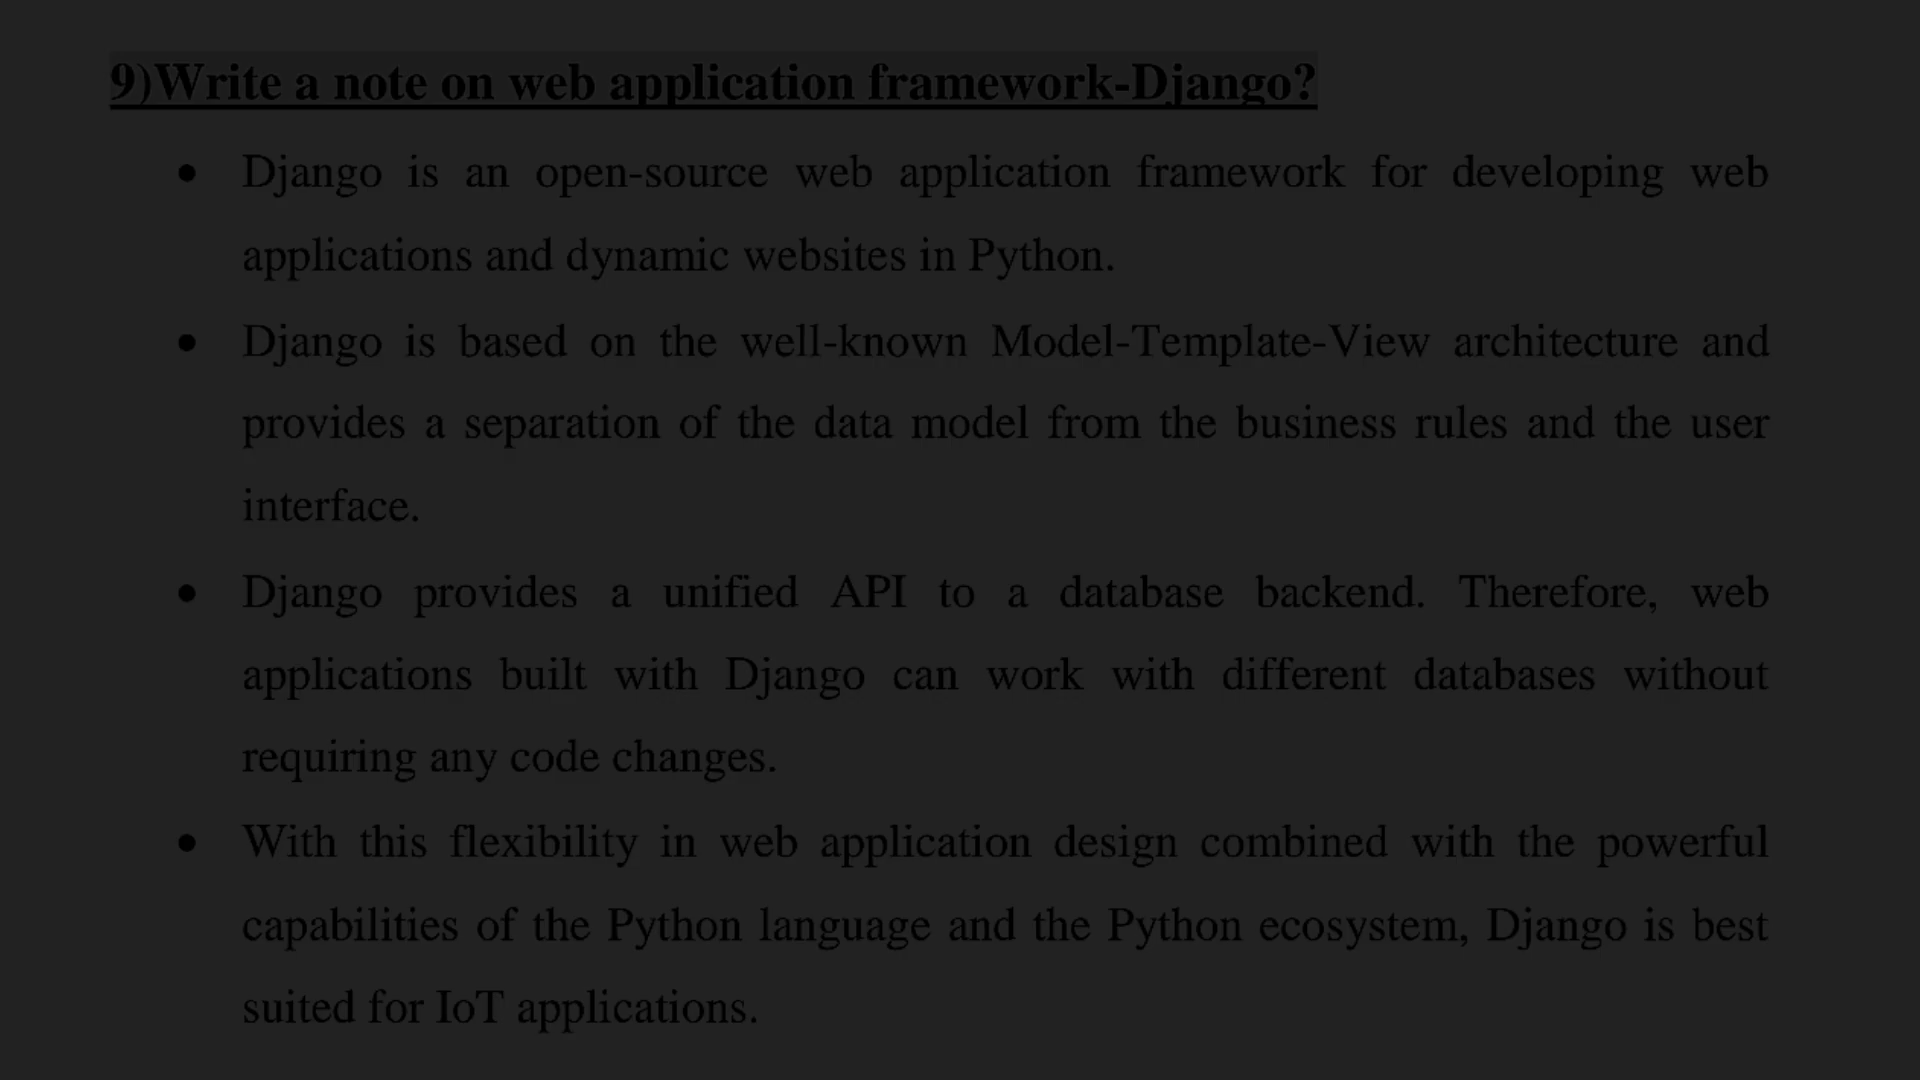 9)Write a note on web application framework-Django?
• Django is an open-source web application framework for developing web
applications and dynamic websites in Python.
• Django is based on the well-known Model-Template-View architecture and
provides a separation of the data model from the business rules and the user
interface.
• Django provides a unified API to a database backend. Therefore, web
applications built with Django can work with different databases without
requiring any code changes.
• With this flexibility in web application design combined with the powerful
capabilities of the Python language and the Python ecosystem, Django is best
suited for IoT applications.